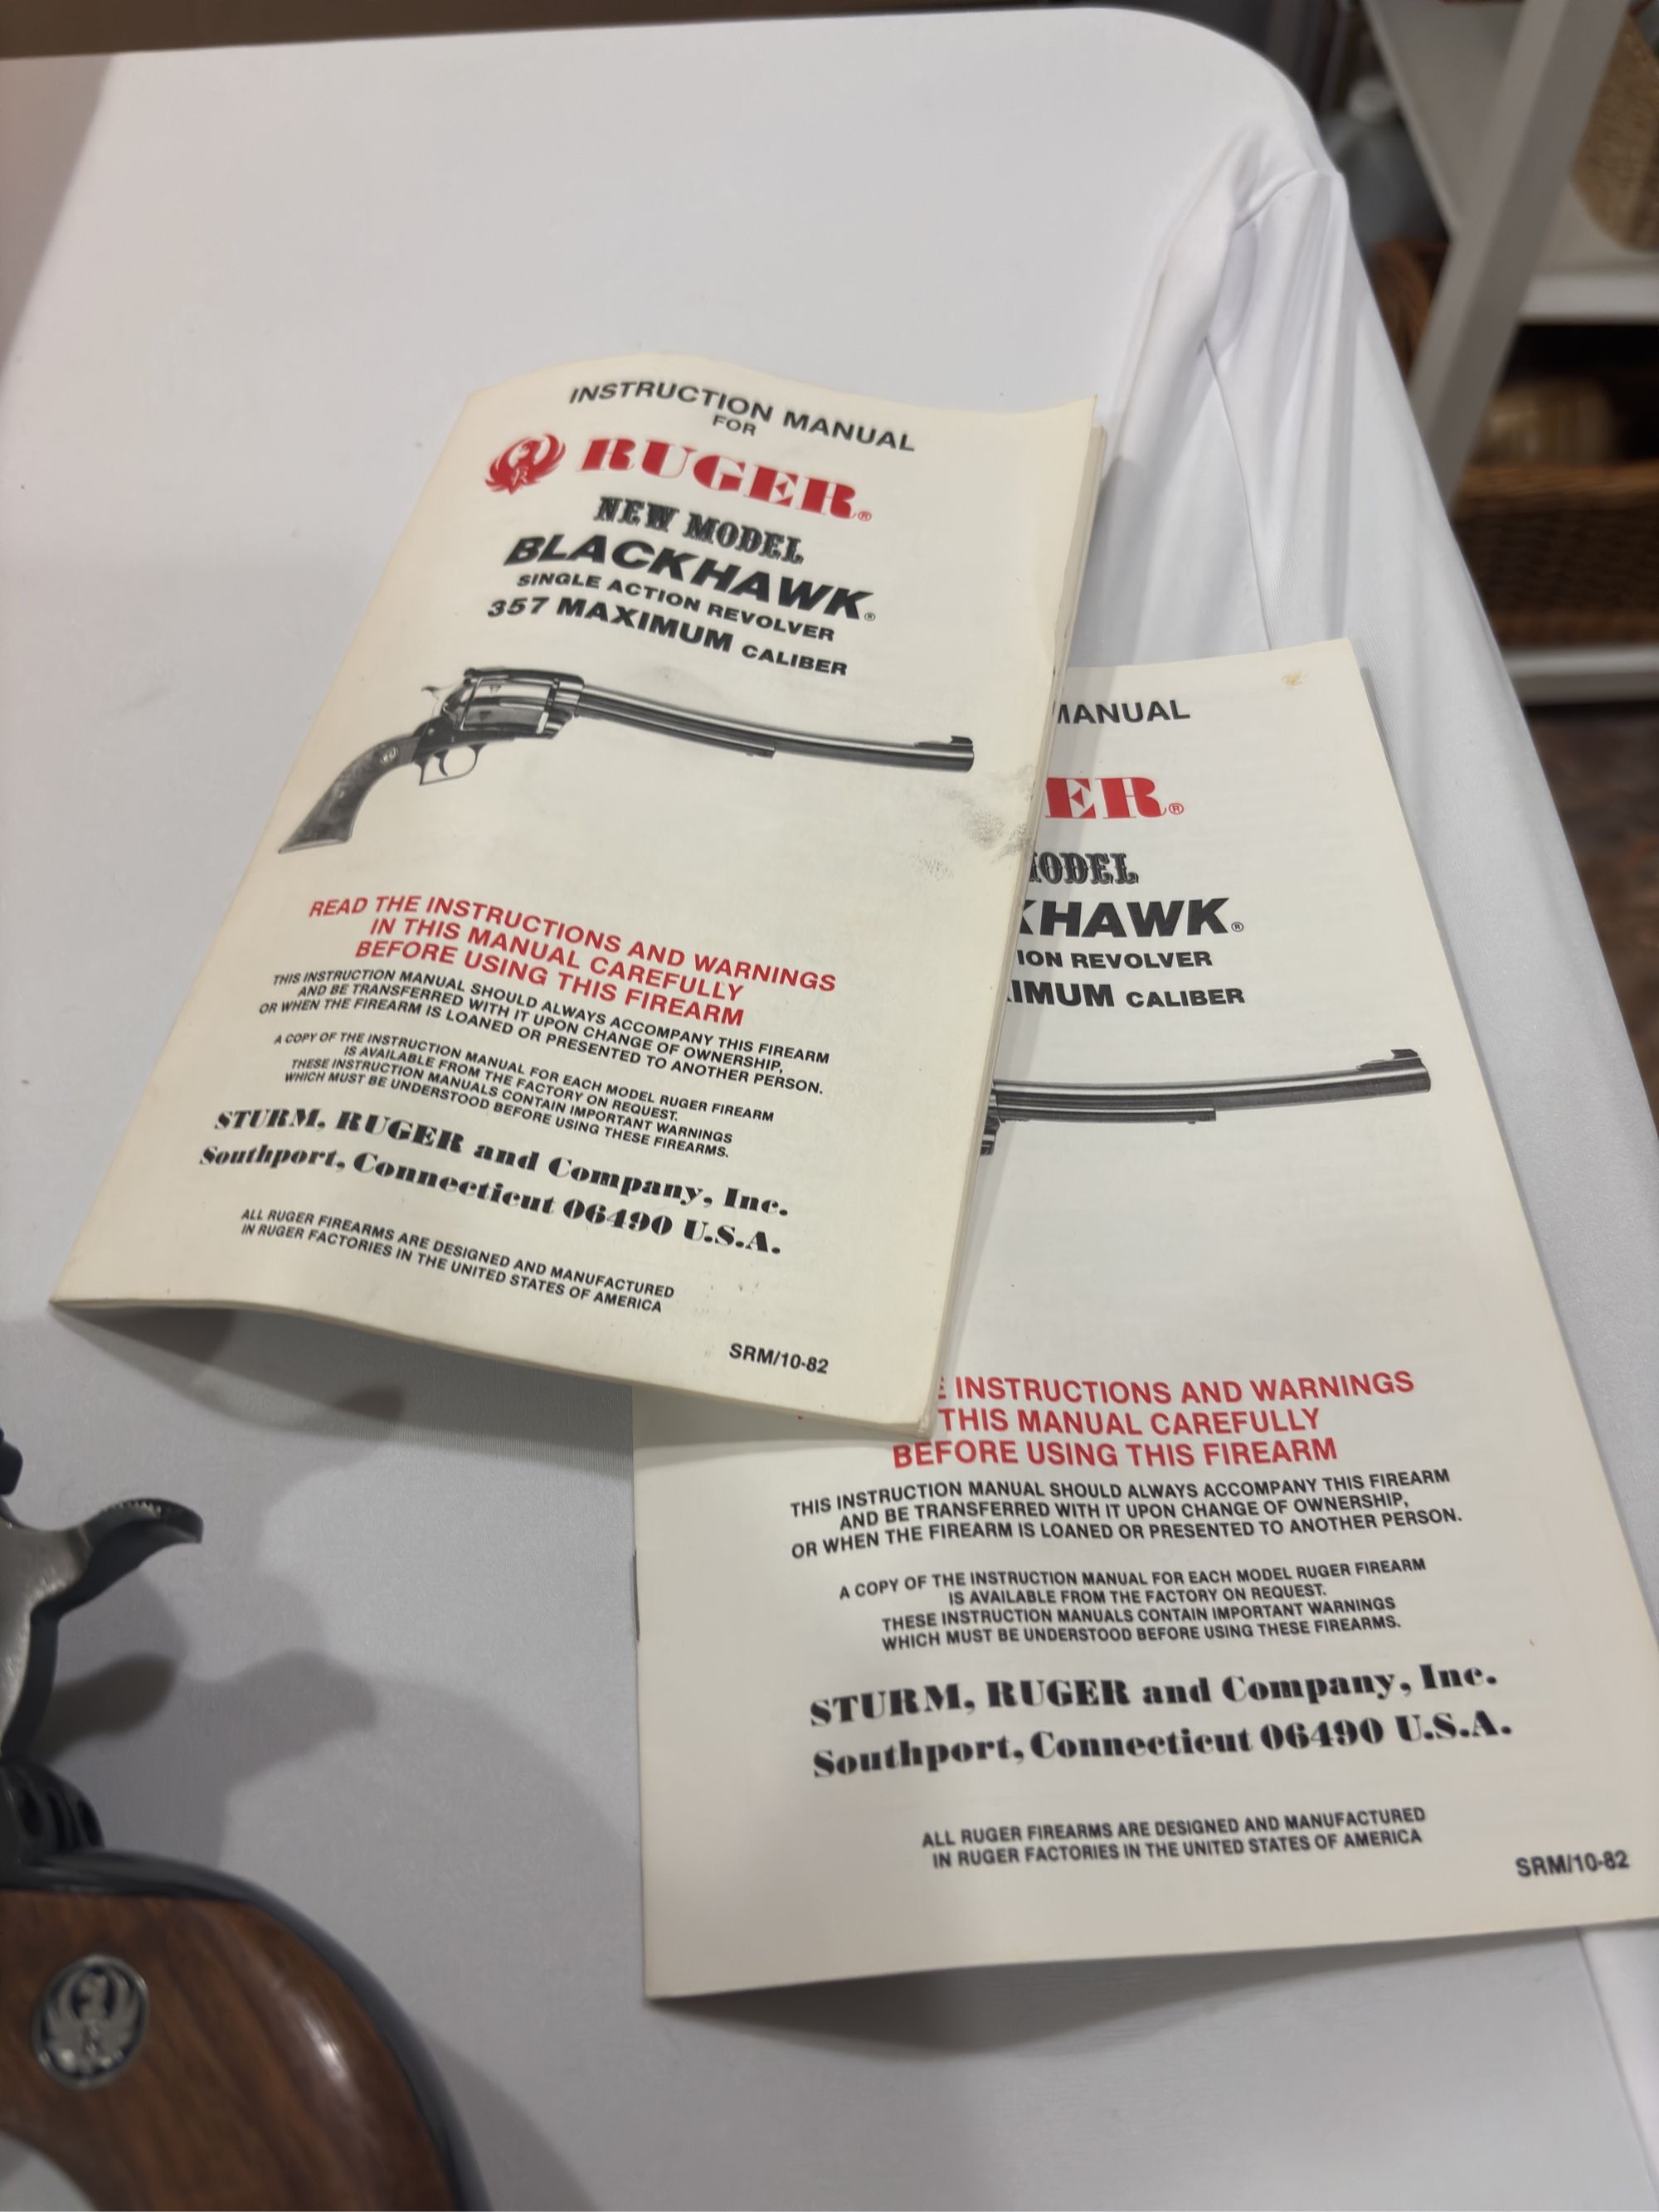 INSTRUCTION MANUAL
FOR
RUGER®
NEW MODEL
BLACKHAWK®
SINGLE ACTION REVOLVER
357 MAXIMUM CALIBER
READ THE INSTRUCTIONS AND WARNINGS
IN THIS MANUAL CAREFULLY
BEFORE USING THIS FIREARM
THIS INSTRUCTION MANUAL SHOULD ALWAYS ACCOMPANY THIS FIREARM
AND BE TRANSFERRED WITH IT UPON CHANGE OF OWNERSHIP,
OR WHEN THE FIREARM IS LOANED OR PRESENTED TO ANOTHER PERSON.
A COPY OF THE INSTRUCTION MANUAL FOR EACH MODEL RUGER FIREARM
IS AVAILABLE FROM THE FACTORY ON REQUEST.
THESE INSTRUCTION MANUALS CONTAIN IMPORTANT WARNINGS
WHICH MUST BE UNDERSTOOD BEFORE USING THESE FIREARMS.
STURM, RUGER and Company, Inc.
Southport, Connecticut 06490 U.S.A.
ALL RUGER FIREARMS ARE DESIGNED AND MANUFACTURED
IN RUGER FACTORIES IN THE UNITED STATES OF AMERICA
SRM/10-82
MANUAL
ER®
MODEL
KHAWK®
ION REVOLVER
IMUM CALIBER
E INSTRUCTIONS AND WARNINGS
THIS MANUAL CAREFULLY
BEFORE USING THIS FIREARM
THIS INSTRUCTION MANUAL SHOULD ALWAYS ACCOMPANY THIS FIREARM
AND BE TRANSFERRED WITH IT UPON CHANGE OF OWNERSHIP,
OR WHEN THE FIREARM IS LOANED OR PRESENTED TO ANOTHER PERSON.
A COPY OF THE INSTRUCTION MANUAL FOR EACH MODEL RUGER FIREARM
IS AVAILABLE FROM THE FACTORY ON REQUEST.
THESE INSTRUCTION MANUALS CONTAIN IMPORTANT WARNINGS
WHICH MUST BE UNDERSTOOD BEFORE USING THESE FIREARMS.
STURM, RUGER and Company, Inc.
Southport, Connecticut 06490 U.S.A.
ALL RUGER FIREARMS ARE DESIGNED AND MANUFACTURED
IN RUGER FACTORIES IN THE UNITED STATES OF AMERICA
SRM/10-82